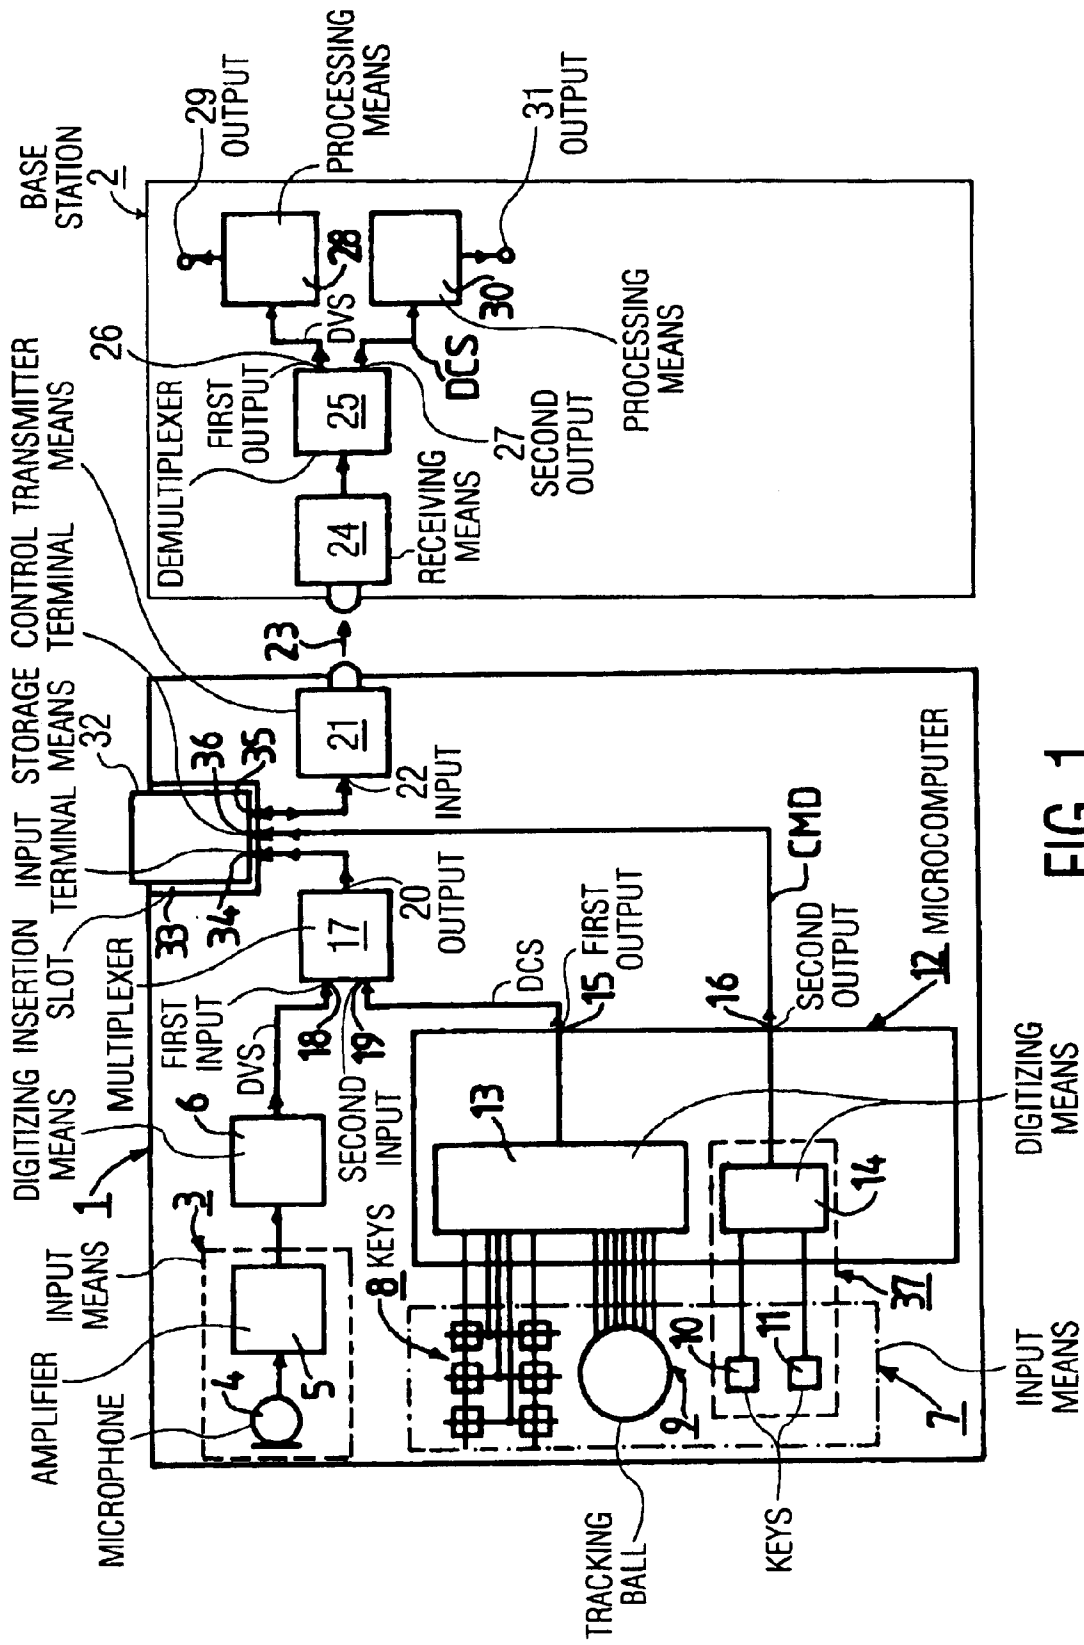 DIGITIZING MEANS
INSERTION SLOT
INPUT TERMINAL
STORAGE MEANS
32
CONTROL TERMINAL
TRANSMITTER MEANS
BASE STATION
2
29
OUTPUT
PROCESSING MEANS
AMPLIFIER
MICROPHONE
INPUT MEANS
1
3
4
5
6
MULTIPLEXER
FIRST INPUT
DVS
18
19
SECOND INPUT
17
20
OUTPUT
33
34
36
35
22
INPUT
21
23
24
RECEIVING MEANS
DEMULTIPLEXER
25
FIRST OUTPUT
26
27
SECOND OUTPUT
DVS
DCS
28
30
PROCESSING MEANS
31 OUTPUT
8 KEYS
9
TRACKING BALL
10
11
KEYS
7
INPUT MEANS
37
13
14
DIGITIZING MEANS
DCS
15
FIRST OUTPUT
16
SECOND OUTPUT
CMD
12 MICROCOMPUTER
FIG. 1